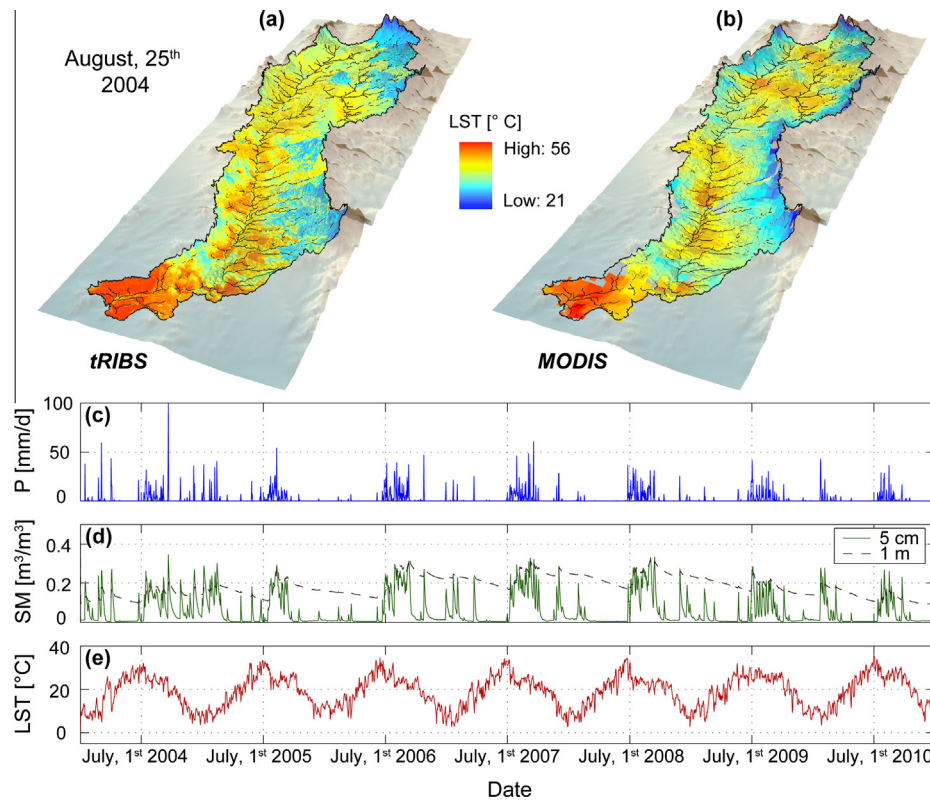 (a)
(b)
August, 25th
2004
LST [° C]
High: 56
Low: 21
tRIBS
MODIS
(c)
P [mm/d]
100
50
0
(d)
SM [m³/m³]
0.4
0.2
0
5 cm
1 m
(e)
LST [°C]
40
20
0
July, 1st 2004 July, 1st 2005 July, 1st 2006 July, 1st 2007 July, 1st 2008 July, 1st 2009 July, 1st 2010
Date